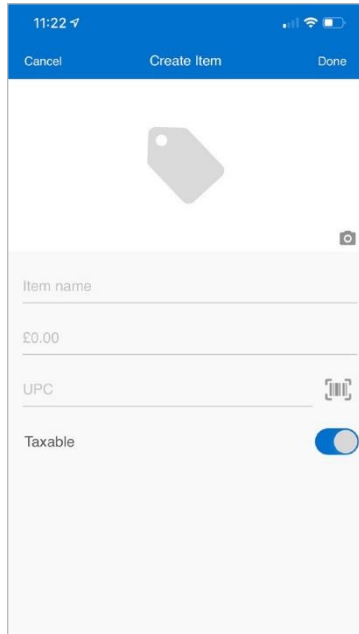 11:22
Cancel Create Item Done
Item name
£0.00
UPC
Taxable